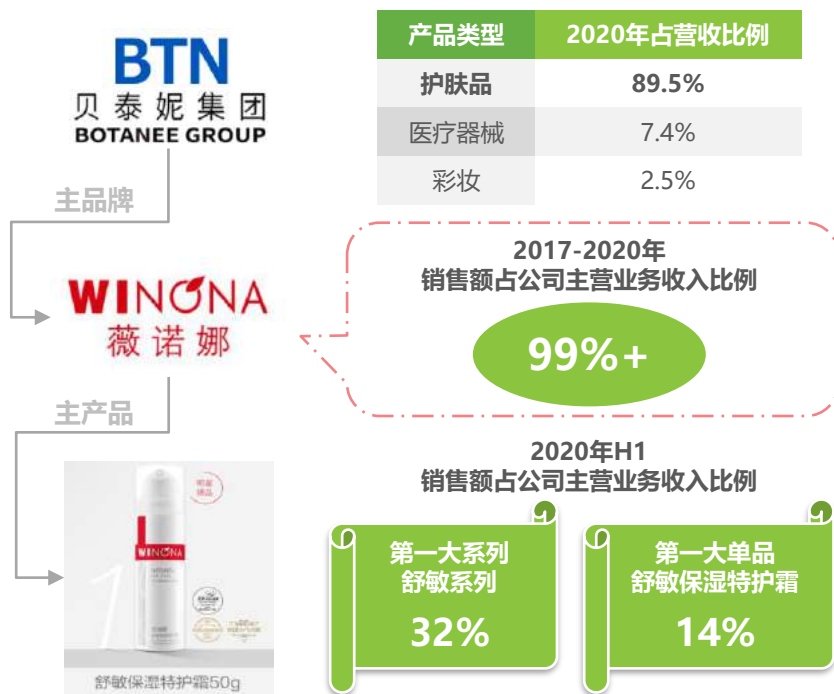 BTN
贝泰妮集团
BOTANEE GROUP
产品类型 2020年占营收比例
护肤品 89.5%
医疗器械 7.4%
彩妆 2.5%
主品牌
WINONA
薇诺娜
2017-2020年
销售额占公司主营业务收入比例
99%+
主产品
WINONA
舒敏保湿特护霜50g
2020年H1
销售额占公司主营业务收入比例
第一大系列
舒敏系列
32%
第一大单品
舒敏保湿特护霜
14%